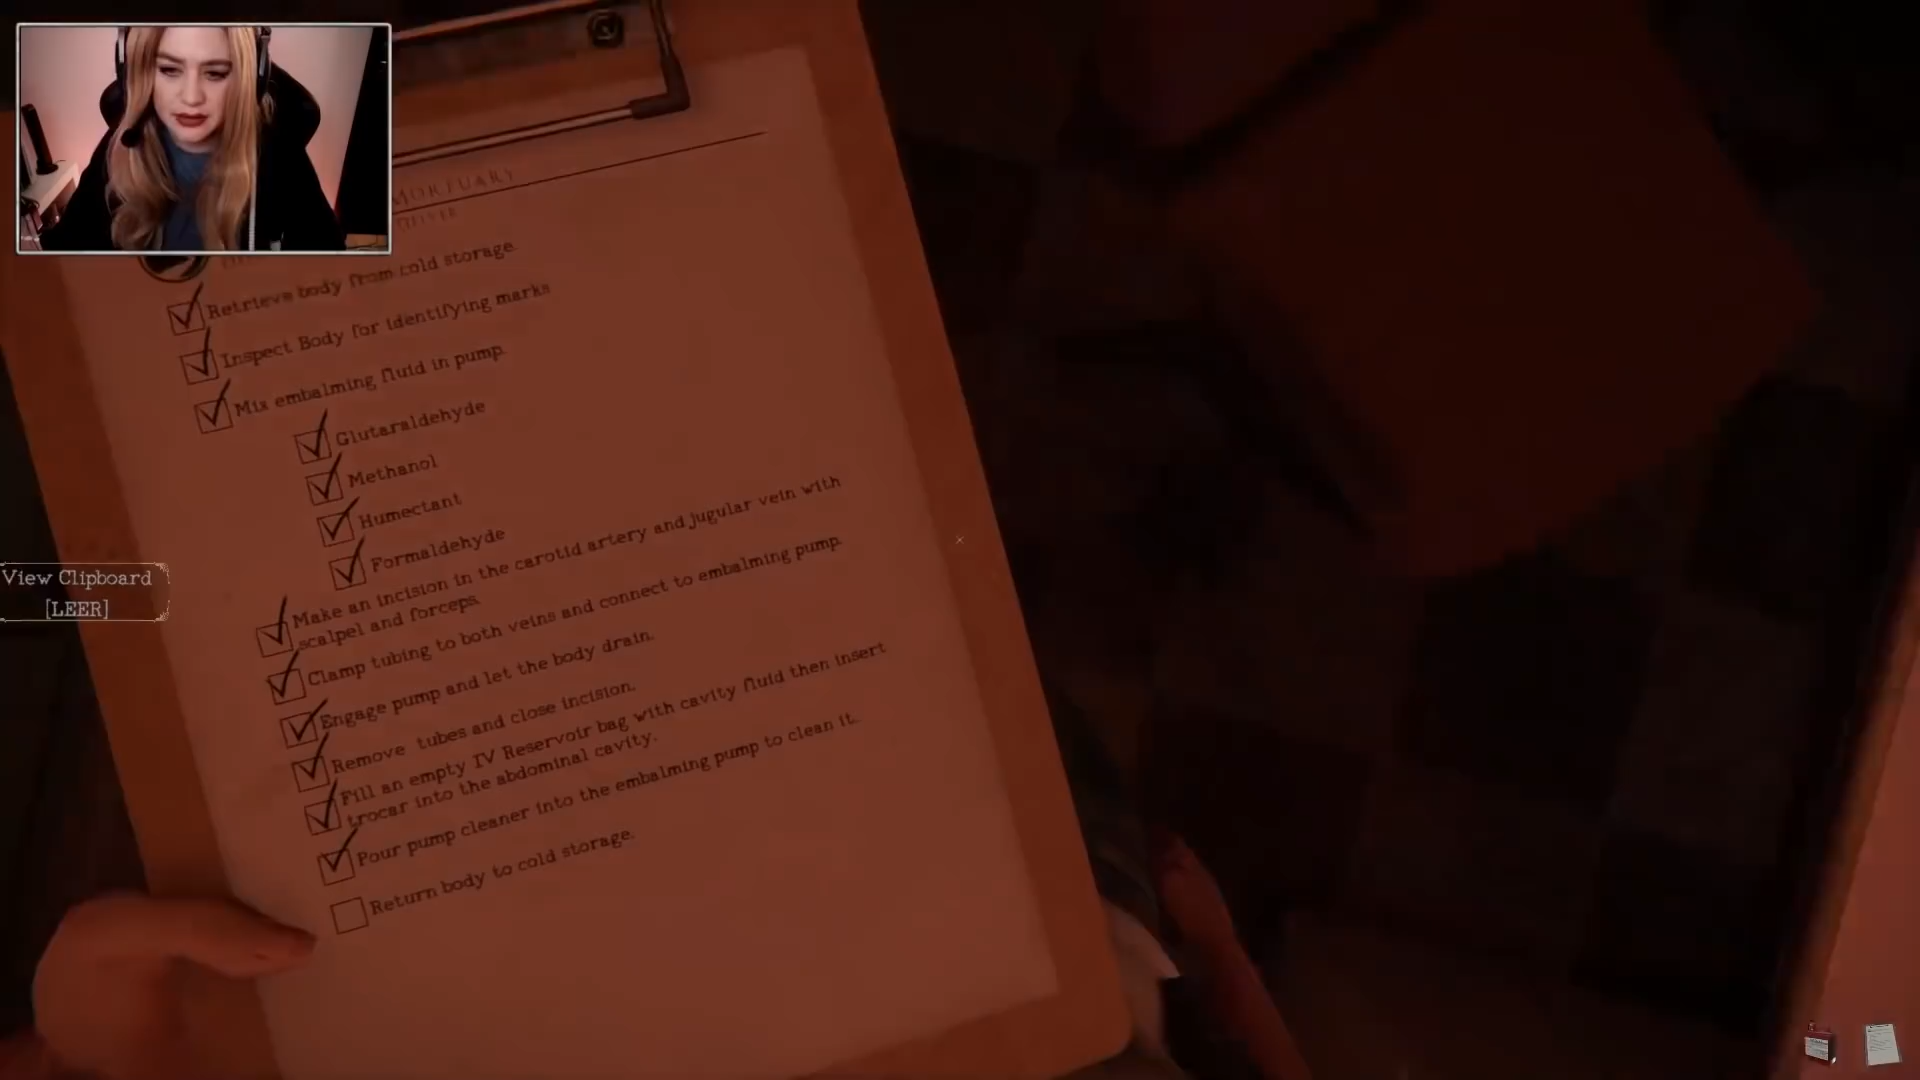 MORTUARY
Retrieve body from cold storage.
Inspect Body for identifying marks
Mix embalming fluid in pump.
Glutaraldehyde
Methanol
Humectant
Formaldehyde
Make an incision in the carotid artery and jugular vein with
scalpel and forceps.
Clamp tubing to both veins and connect to embalming pump.
Engage pump and let the body drain.
Remove tubes and close incision.
Fill an empty IV Reservoir bag with cavity fluid then insert
trocar into the abdominal cavity.
Pour pump cleaner into the embalming pump to clean it.
Return body to cold storage.
View Clipboard
[LEER]